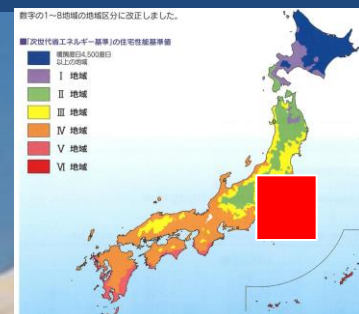 数字の1～8地域の地域区分に改正しました。
■「次世代省エネルギー基準」の住宅性能基準値
暖房度日4,500度日
以上の地域
I 地域
II 地域
III 地域
IV 地域
V 地域
VI 地域